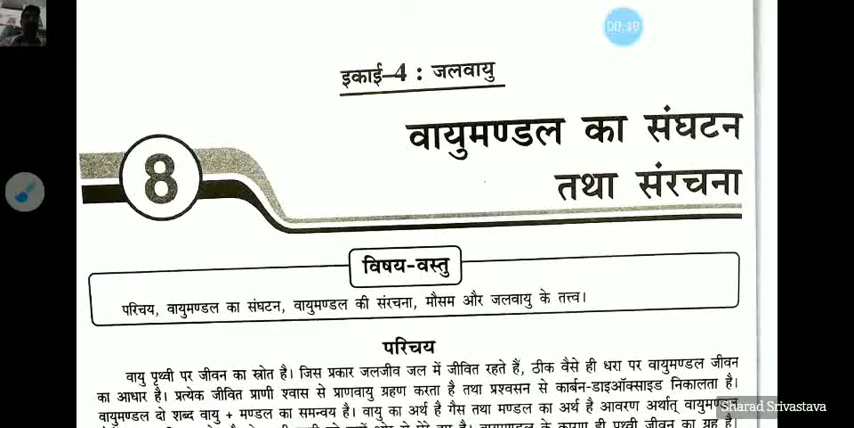 00:39
इकाई–4 : जलवायु
वायुमण्डल का संघटन
तथा संरचना
8
विषय-वस्तु
परिचय, वायुमण्डल का संघटन, वायुमण्डल की संरचना, मौसम और जलवायु के तत्त्व।
परिचय
वायु पृथ्वी पर जीवन का स्रोत है। जिस प्रकार जलजीव जल में जीवित रहते हैं, ठीक वैसे ही धरा पर वायुमण्डल जीवन
का आधार है। प्रत्येक जीवित प्राणी श्वास से प्राणवायु ग्रहण करता है तथा प्रश्वसन से कार्बन-डाइऑक्साइड निकालता है।
वायुमण्डल दो शब्द वायु + मण्डल का समन्वय है। वायु का अर्थ है गैस तथा मण्डल का अर्थ है आवरण अर्थात्
Sharad Srivastava
के कारण ही पृथ्वी जीवन का ग्रह है।